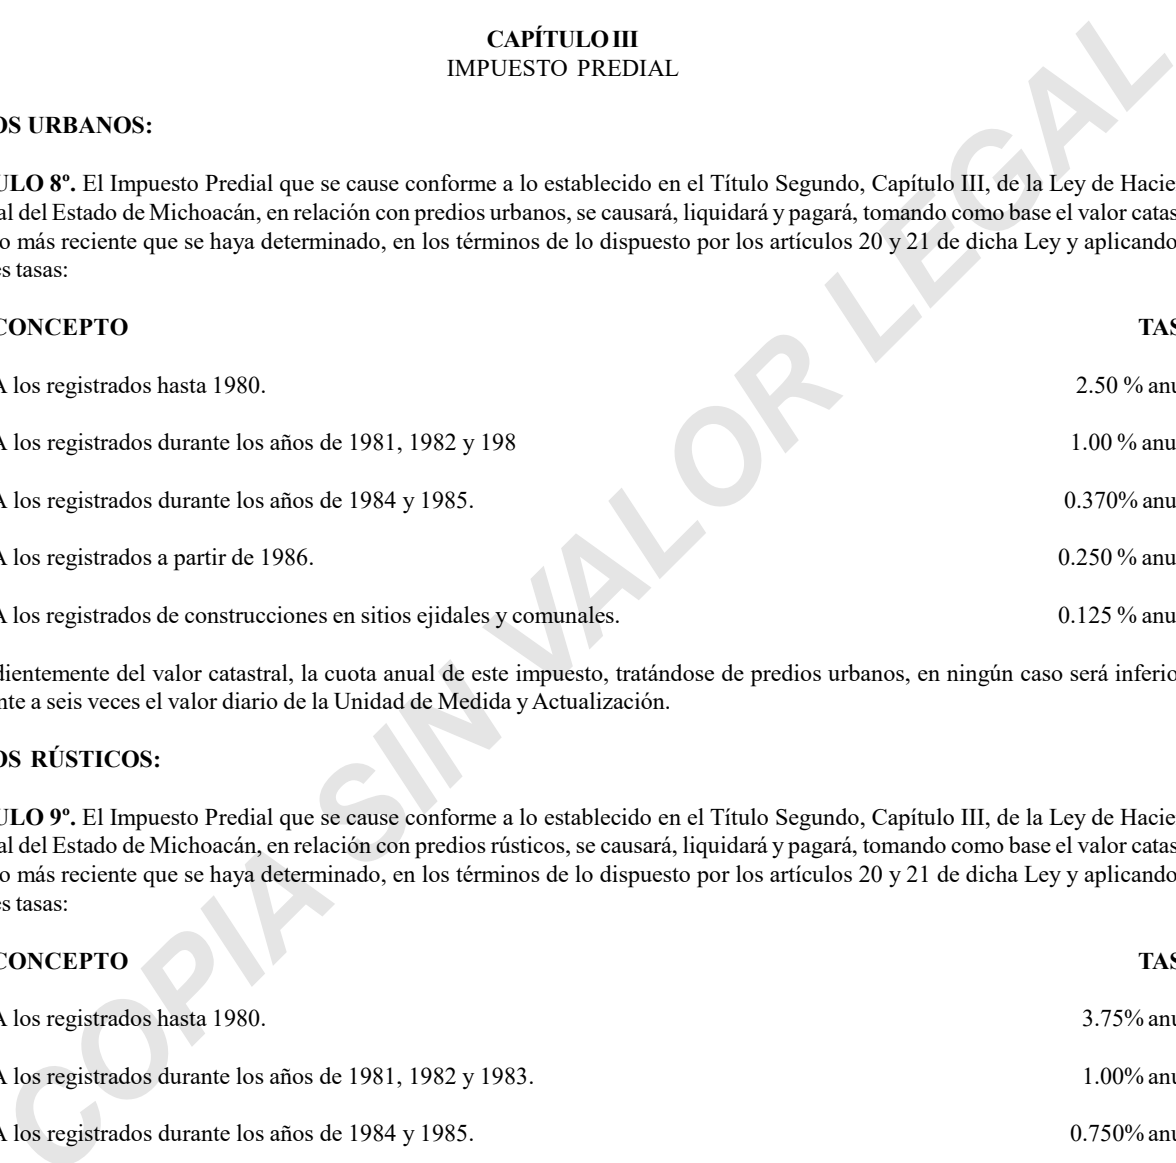 CAPÍTULO III
IMPUESTO PREDIAL
OS URBANOS:
ULO 8º. El Impuesto Predial que se cause conforme a lo establecido en el Título Segundo, Capítulo III, de la Ley de Hacie
al del Estado de Michoacán, en relación con predios urbanos, se causará, liquidará y pagará, tomando como base el valor catas
o más reciente que se haya determinado, en los términos de lo dispuesto por los artículos 20 y 21 de dicha Ley y aplicando
s tasas:
CONCEPTO TAS
A los registrados hasta 1980. 2.50 % anu
A los registrados durante los años de 1981, 1982 y 198 1.00 % anu
A los registrados durante los años de 1984 y 1985. 0.370% anu
A los registrados a partir de 1986. 0.250 % anu
A los registrados de construcciones en sitios ejidales y comunales. 0.125 % anu
dientemente del valor catastral, la cuota anual de este impuesto, tratándose de predios urbanos, en ningún caso será inferio
nte a seis veces el valor diario de la Unidad de Medida y Actualización.
OS RÚSTICOS:
ULO 9º. El Impuesto Predial que se cause conforme a lo establecido en el Título Segundo, Capítulo III, de la Ley de Hacie
al del Estado de Michoacán, en relación con predios rústicos, se causará, liquidará y pagará, tomando como base el valor catas
o más reciente que se haya determinado, en los términos de lo dispuesto por los artículos 20 y 21 de dicha Ley y aplicando
s tasas:
CONCEPTO TAS
A los registrados hasta 1980. 3.75% anu
A los registrados durante los años de 1981, 1982 y 1983. 1.00% anu
A los registrados durante los años de 1984 y 1985. 0.750% anu
COPIA SIN VALOR LEGAL